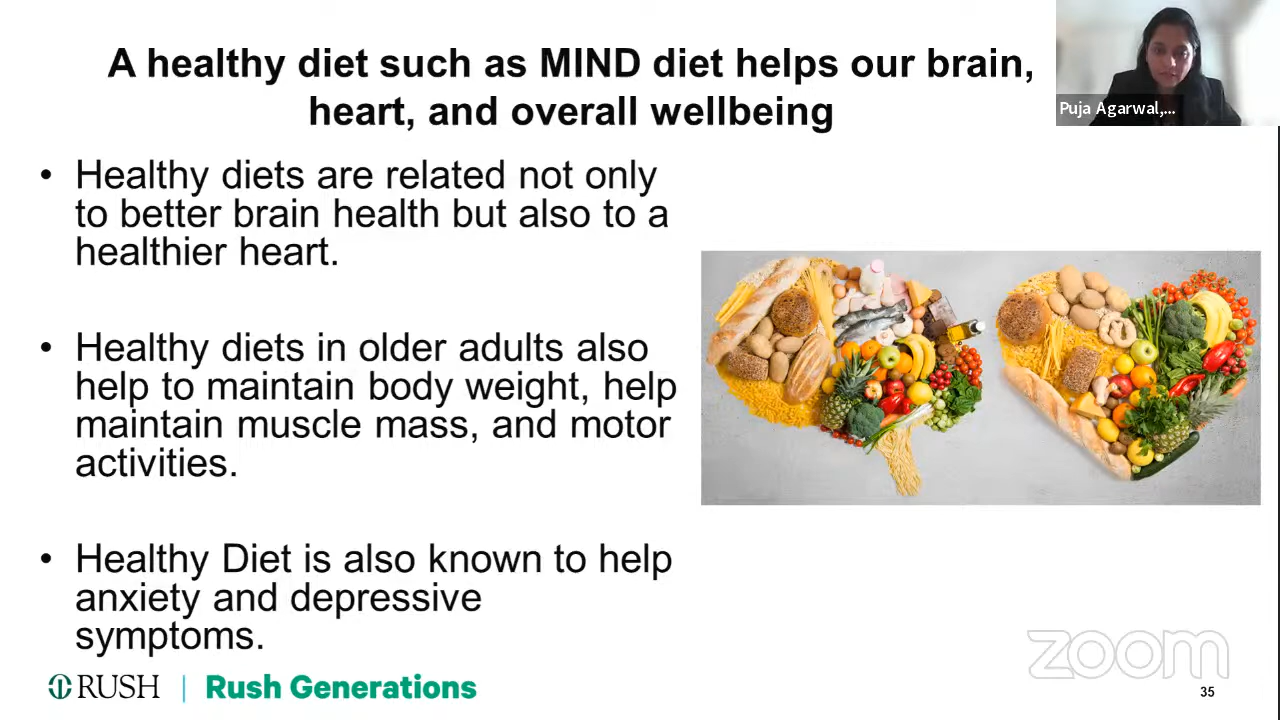 A healthy diet such as MIND diet helps our brain,
heart, and overall wellbeing
Puja Agarwal,...
• Healthy diets are related not only
to better brain health but also to a
healthier heart.
• Healthy diets in older adults also
help to maintain body weight, help
maintain muscle mass, and motor
activities.
• Healthy Diet is also known to help
anxiety and depressive
symptoms.
RUSH | Rush Generations
zoom
35